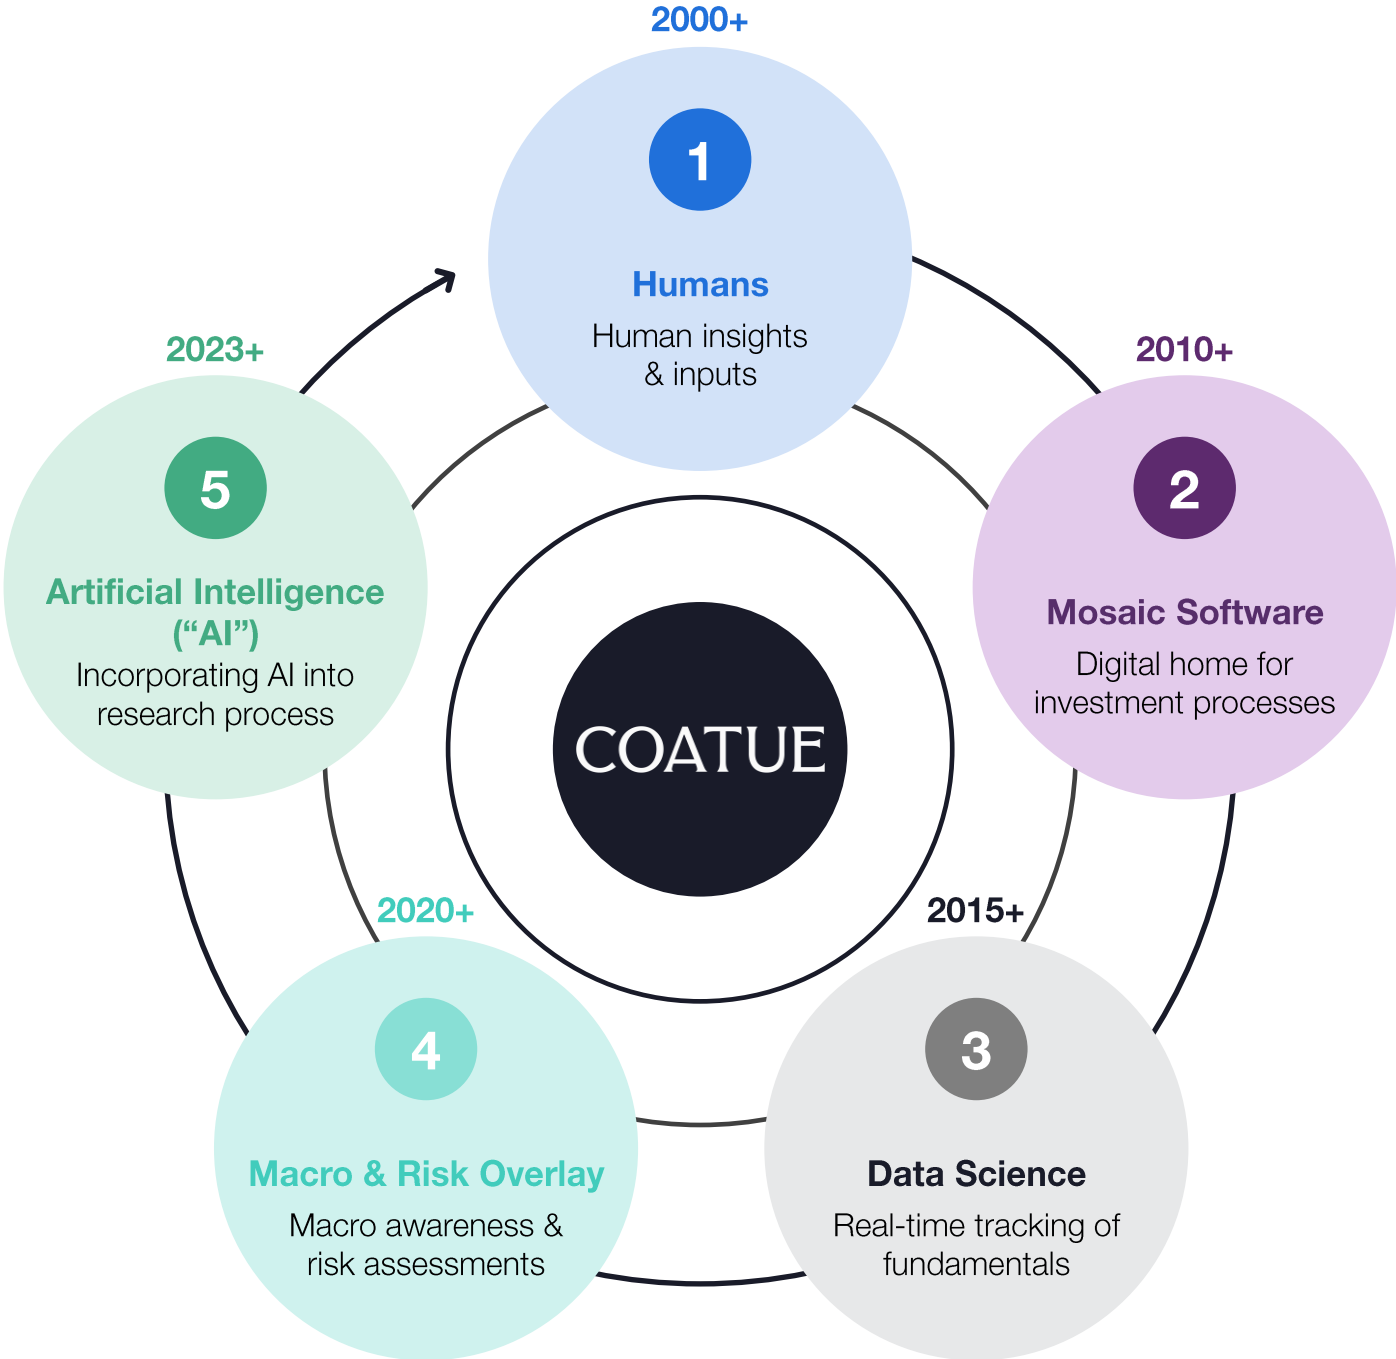 2000+
1
Humans
Human insights
& inputs
2010+
2
Mosaic Software
Digital home for
investment processes
2015+
3
Data Science
Real-time tracking of
fundamentals
2020+
4
Macro & Risk Overlay
Macro awareness &
risk assessments
2023+
5
Artificial Intelligence
(“AI”)
Incorporating AI into
research process
COATUE